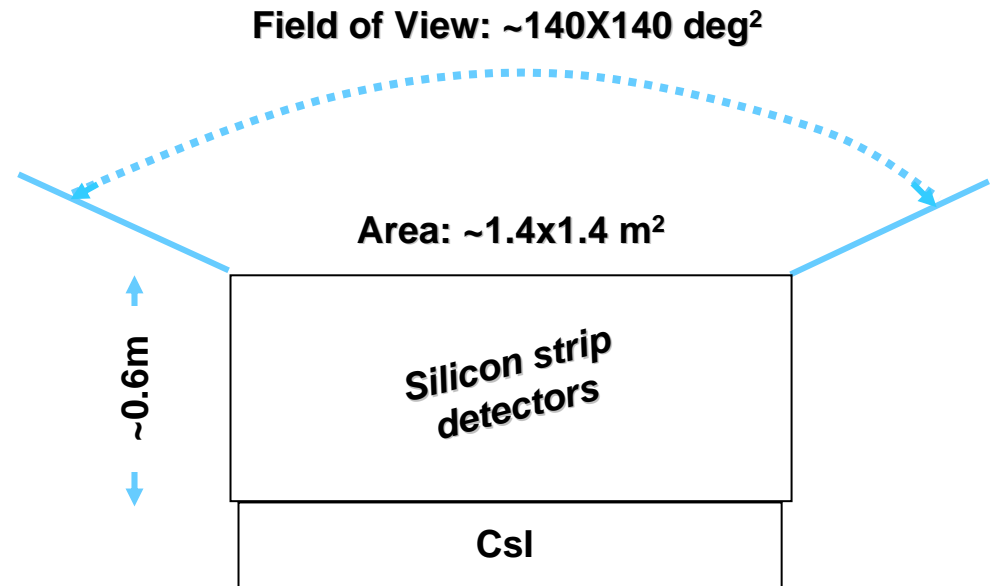 Field of View: ~140X140 deg²
Area: ~1.4x1.4 m²
~0.6m
Silicon strip
detectors
CsI